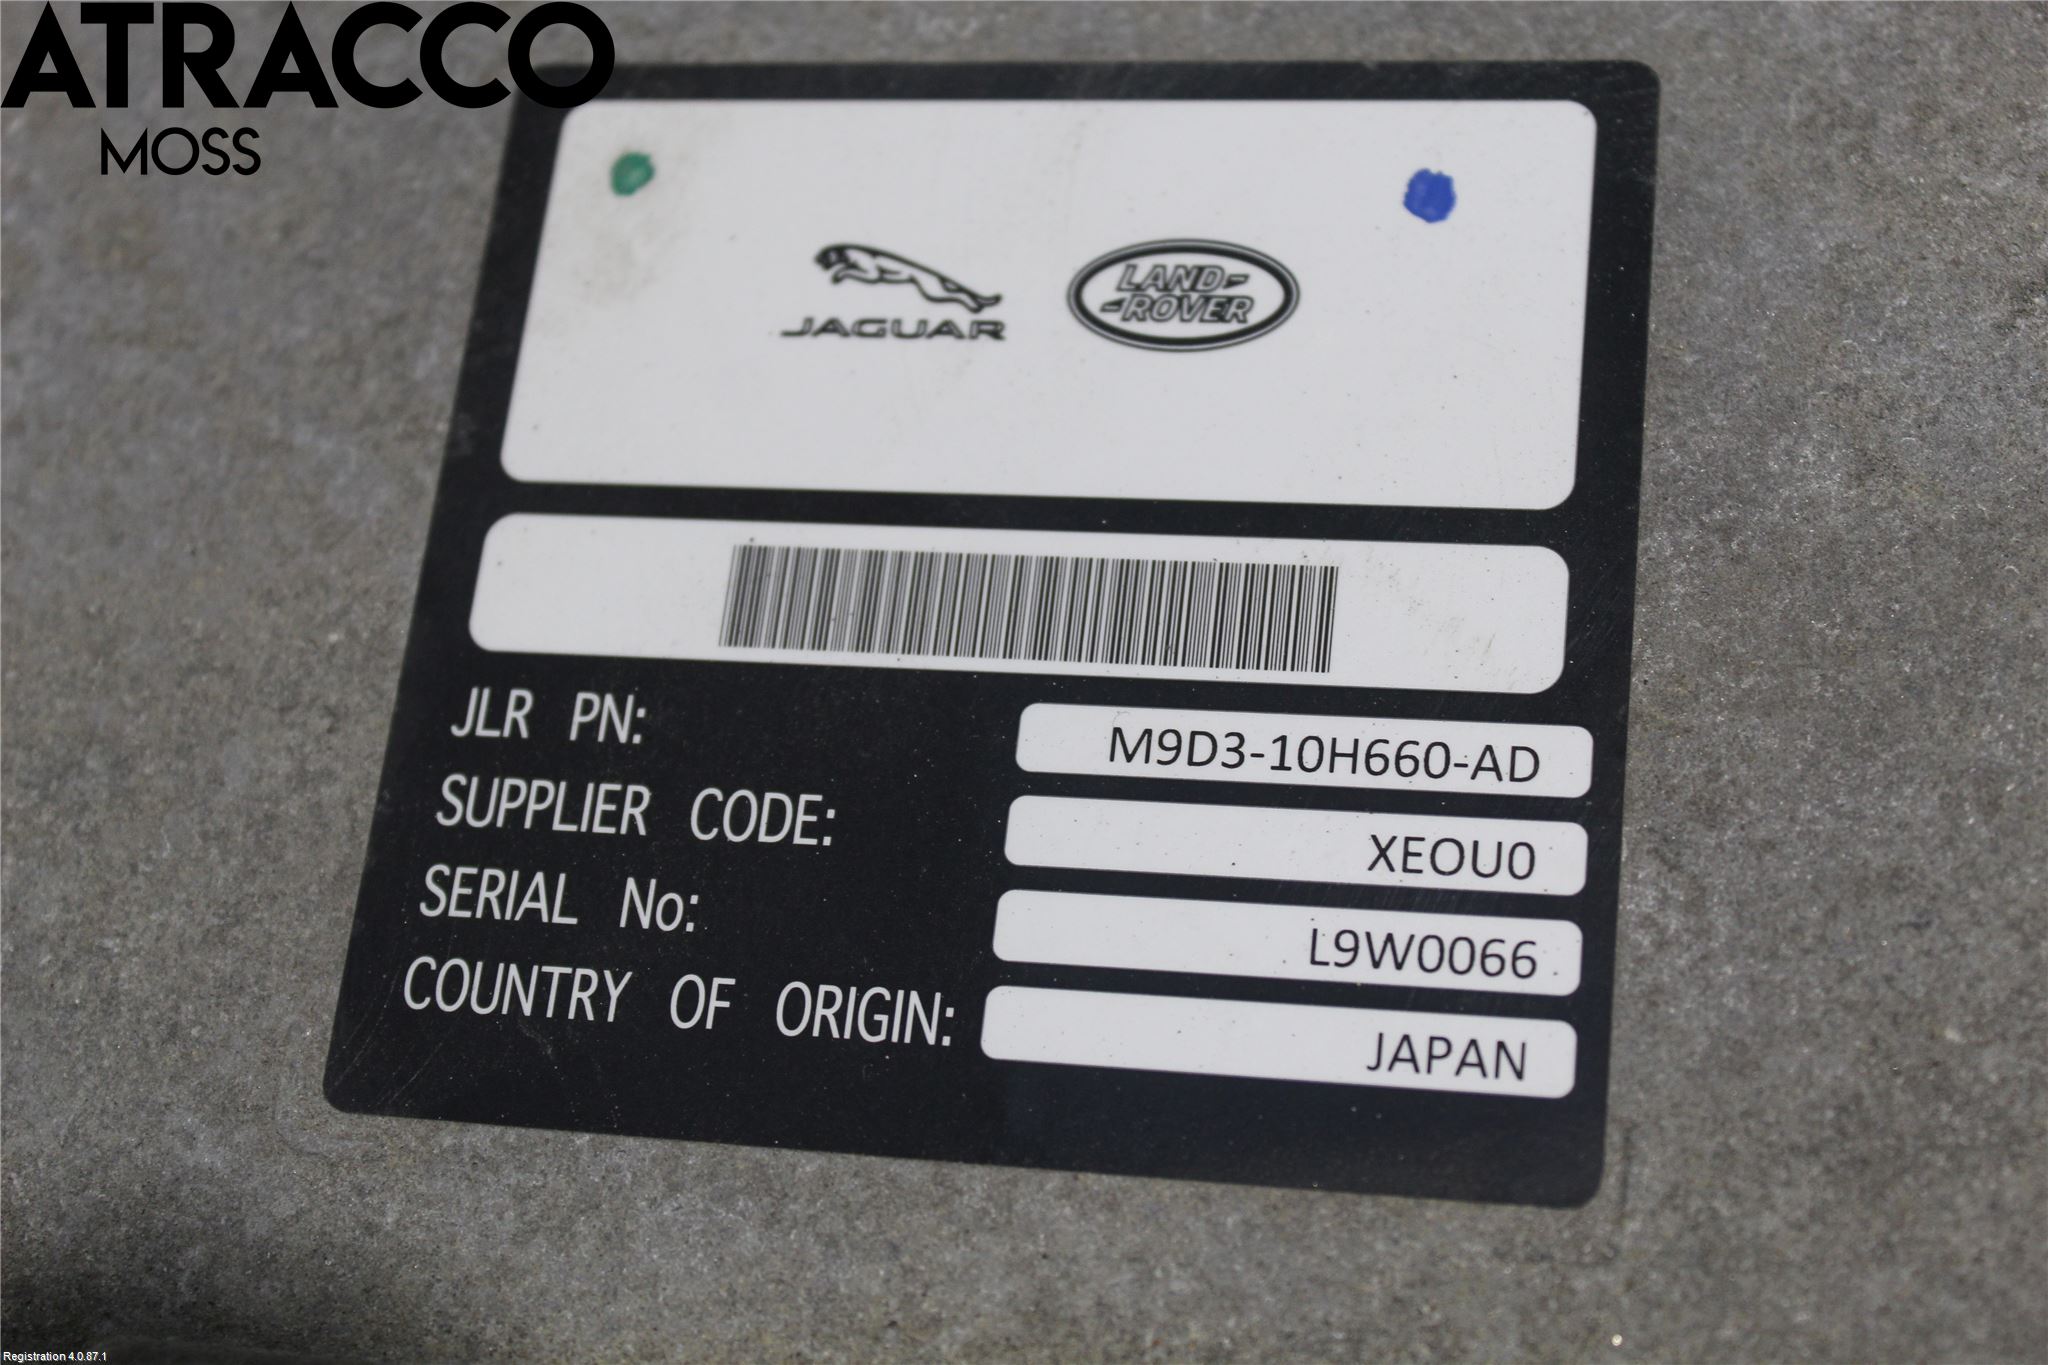 ATRACCO
MOSS
JAGUAR
LAND-
-ROVER
JLR PN: M9D3-10H660-AD
SUPPLIER CODE: XEOU0
SERIAL No: L9W0066
COUNTRY OF ORIGIN: JAPAN
Registration 4.0.87.1